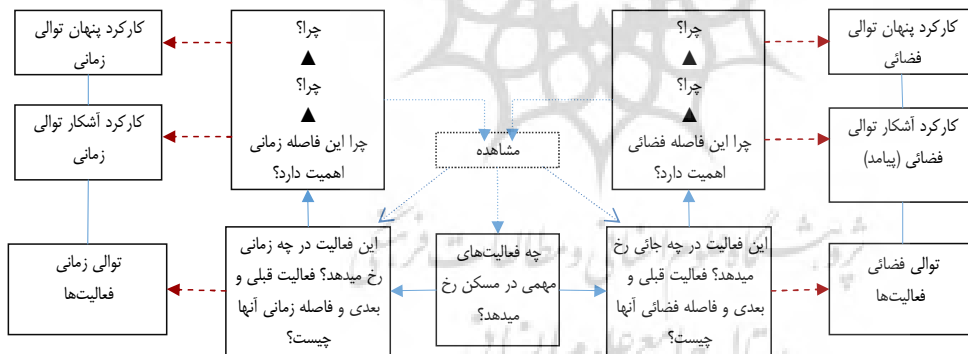 کارکرد پنهان توالی
فضائی
کارکرد آشکار توالی
فضائی (پیامد)
توالی فضائی
فعالیت‌ها
چرا؟
چرا؟
چرا این فاصله فضائی
اهمیت دارد؟
این فعالیت در چه جائی رخ
میدهد؟ فعالیت قبلی و
بعدی و فاصله فضائی آنها
چیست؟
مشاهده
چه فعالیت‌های
مهمی در مسکن رخ
میدهد؟
چرا؟
چرا؟
چرا این فاصله زمانی
اهمیت دارد؟
این فعالیت در چه زمانی
رخ میدهد؟ فعالیت قبلی و
بعدی و فاصله زمانی آنها
چیست؟
کارکرد پنهان توالی
زمانی
کارکرد آشکار توالی
زمانی
توالی زمانی
فعالیت‌ها